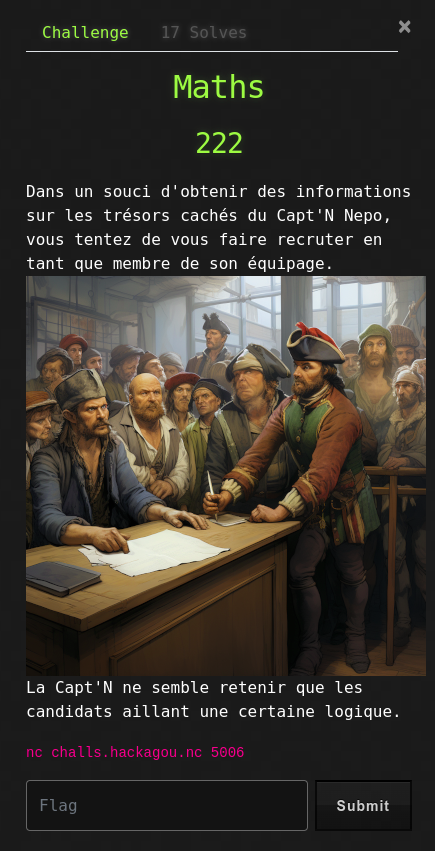 Challenge
17 Solves
×
Maths
222
Dans un souci d'obtenir des informations
sur les trésors cachés du Capt'N Nepo,
vous tentez de vous faire recruter en
tant que membre de son équipage.
La Capt'N ne semble retenir que les
candidats aillant une certaine logique.
nc challs.hackagou.nc 5006
Flag
Submit